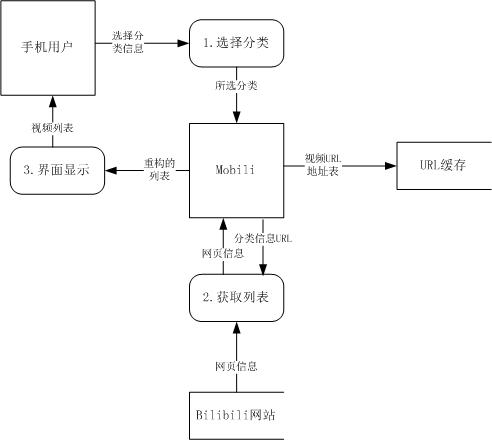 手机用户
选择分
类信息
1.选择分类
所选分类
视频列表
3.界面显示
重构的
列表
Mobili
视频URL
地址表
URL缓存
分类信息URL
网页信息
2.获取列表
网页信息
Bilibili网站